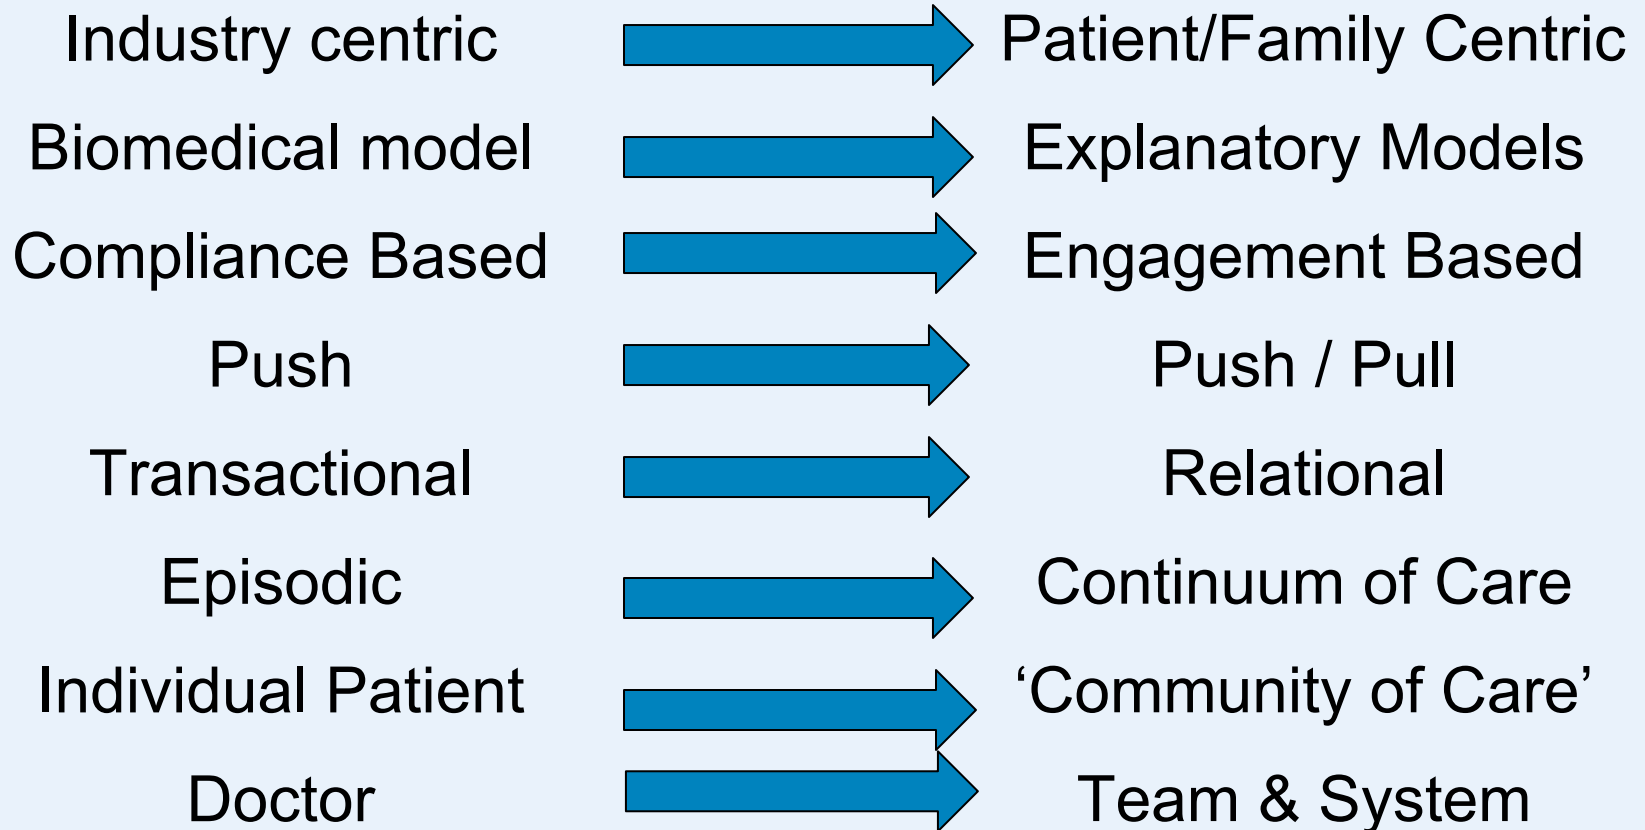 Industry centric Patient/Family Centric
Biomedical model Explanatory Models
Compliance Based Engagement Based
Push Push / Pull
Transactional Relational
Episodic Continuum of Care
Individual Patient ‘Community of Care’
Doctor Team & System